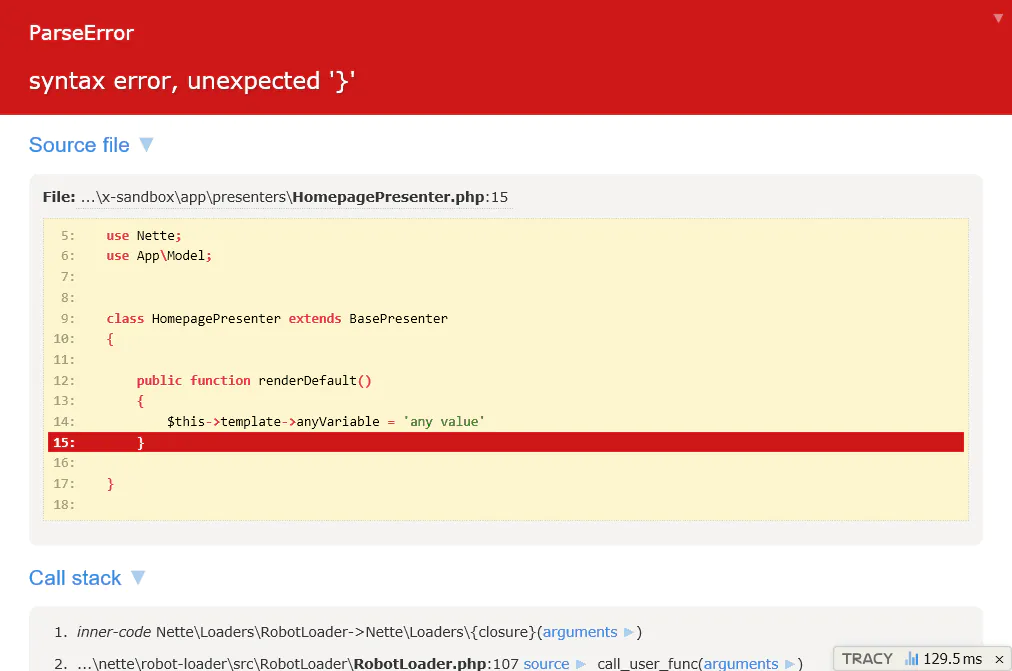 ParseError
syntax error, unexpected '}'
Source file ▼
File: ...\x-sandbox\app\presenters\HomepagePresenter.php:15
5: use Nette;
6: use App\Model;
7:
8:
9: class HomepagePresenter extends BasePresenter
10: {
11:
12: public function renderDefault()
13: {
14: $this->template->anyVariable = 'any value'
15: }
16:
17: }
18:
Call stack ▼
1. inner-code Nette\Loaders\RobotLoader->Nette\Loaders\{closure}(arguments ►)
2. ...\nette\robot-loader\src\RobotLoader\RobotLoader.php:107 source ► call_user_func(arguments ►)
TRACY 129.5 ms ×